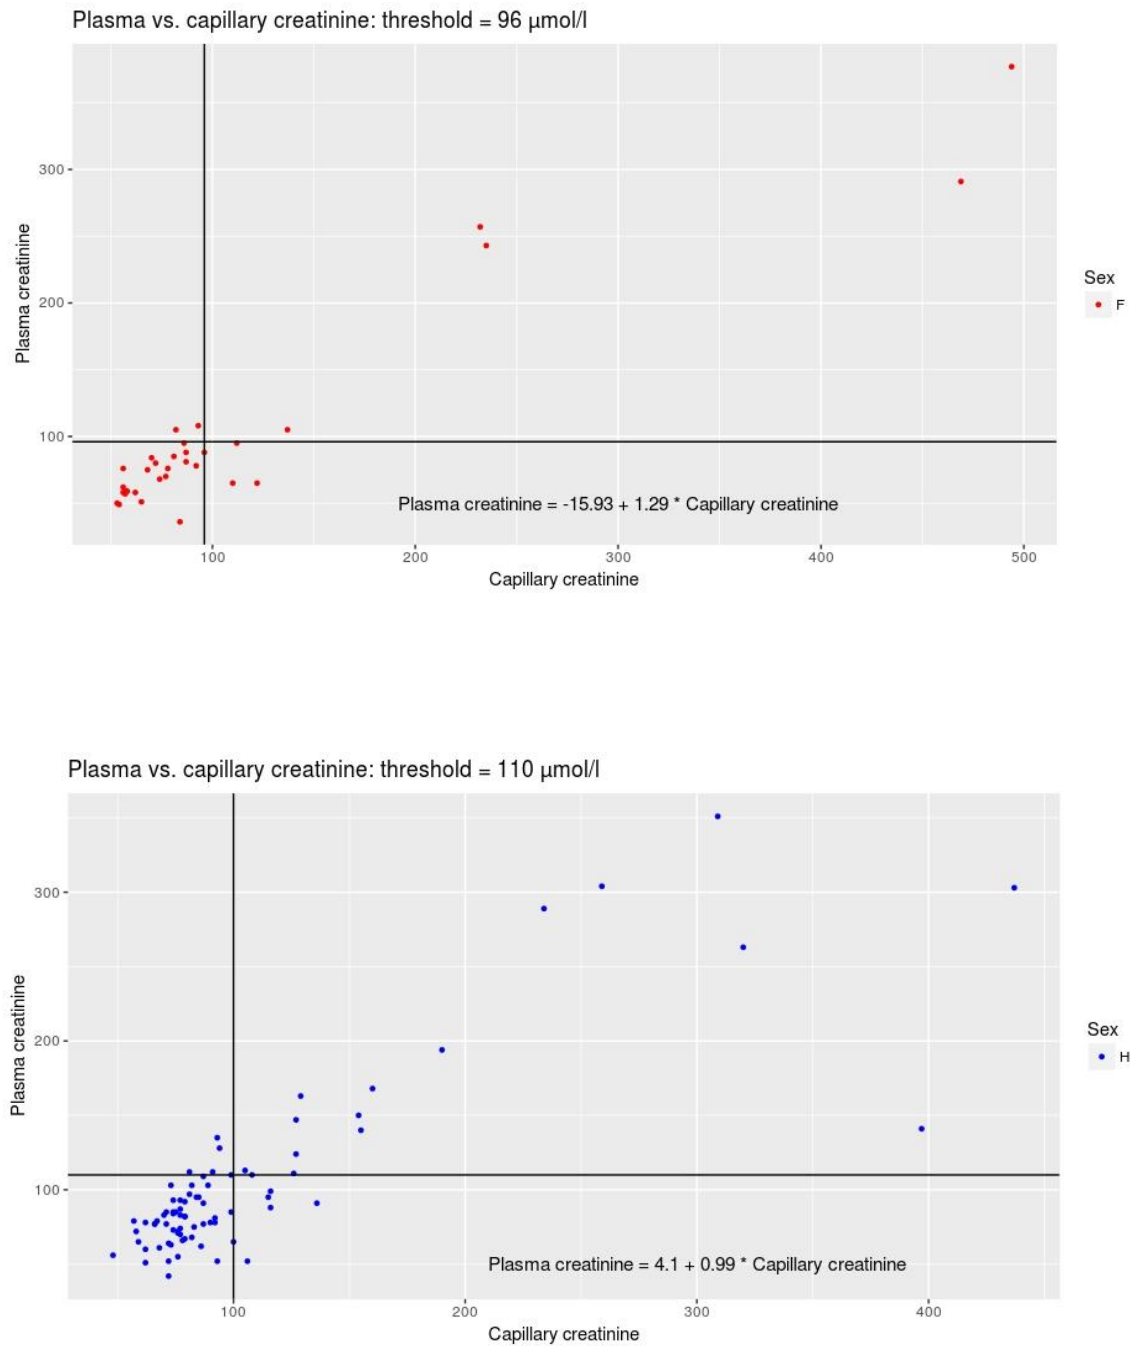 Plasma vs. capillary creatinine: threshold = 96 µmol/l
300
200
100
Plasma creatinine
Plasma creatinine = -15.93 + 1.29 * Capillary creatinine
100 200 300 400 500
Capillary creatinine
Sex
F
Plasma vs. capillary creatinine: threshold = 110 µmol/l
300
200
100
Plasma creatinine
Plasma creatinine = 4.1 + 0.99 * Capillary creatinine
100 200 300 400
Capillary creatinine
Sex
H